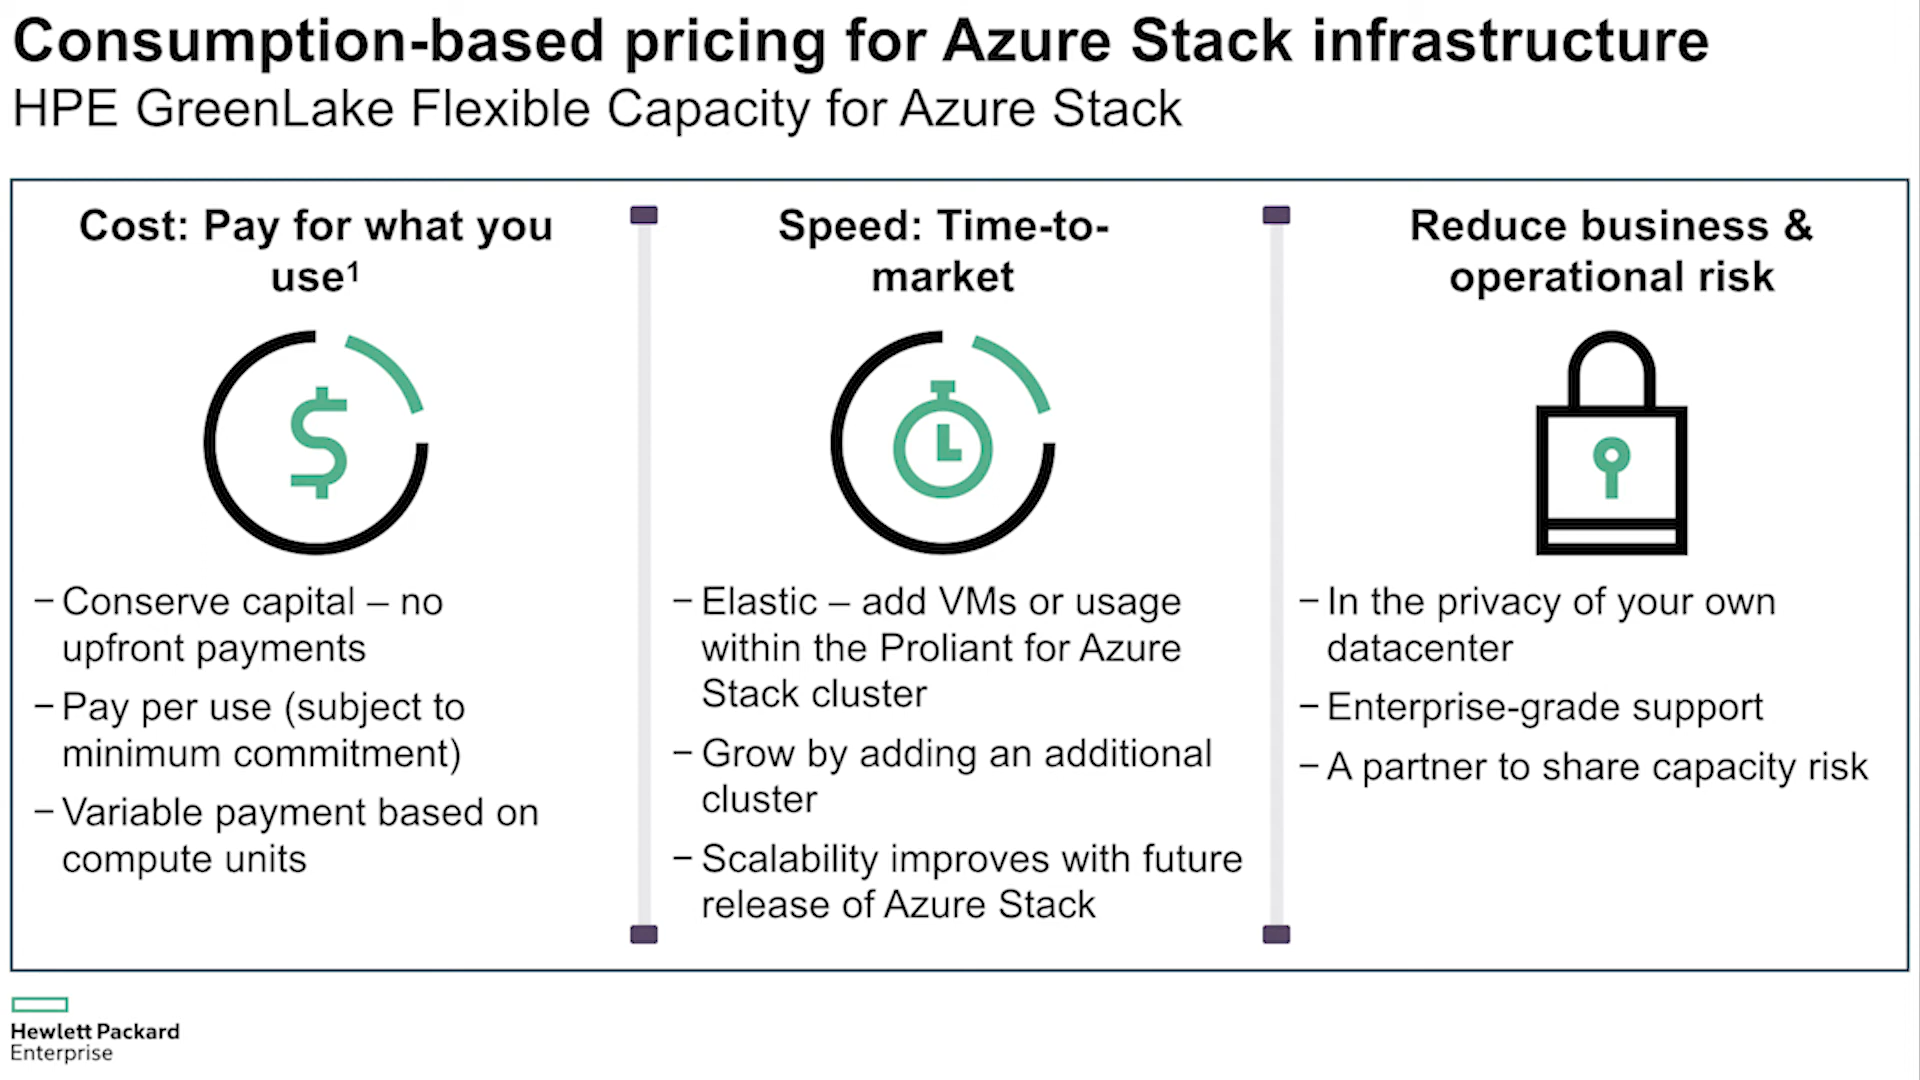 Consumption-based pricing for Azure Stack infrastructure
HPE GreenLake Flexible Capacity for Azure Stack
Cost: Pay for what you
use¹
– Conserve capital – no
upfront payments
– Pay per use (subject to
minimum commitment)
– Variable payment based on
compute units
Speed: Time-to-
market
– Elastic – add VMs or usage
within the Proliant for Azure
Stack cluster
– Grow by adding an additional
cluster
– Scalability improves with future
release of Azure Stack
Reduce business &
operational risk
– In the privacy of your own
datacenter
– Enterprise-grade support
– A partner to share capacity risk
Hewlett Packard
Enterprise